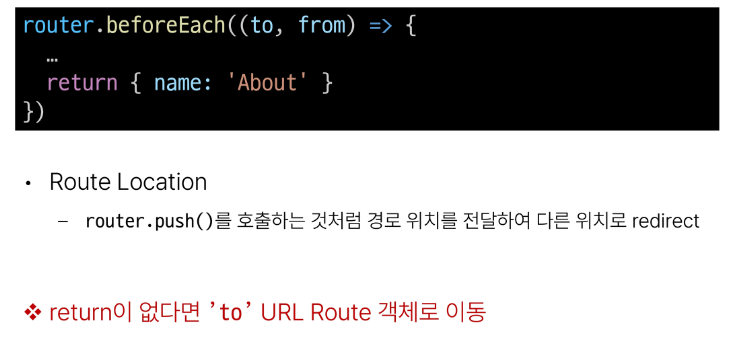 router.beforeEach((to, from) => {
…
return { name: 'About' }
})
• Route Location
– router.push()를 호출하는 것처럼 경로 위치를 전달하여 다른 위치로 redirect
❖ return이 없다면 ’to’ URL Route 객체로 이동